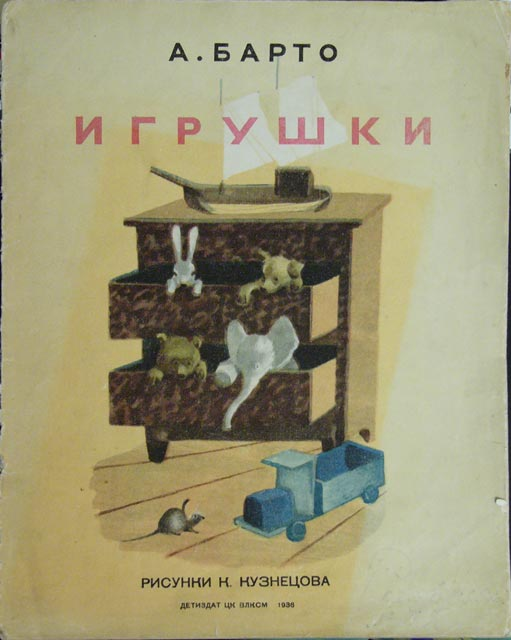 А. БАРТО
ИГРУШКИ
РИСУНКИ К. КУЗНЕЦОВА
ДЕТИЗДАТ ЦК ВЛКСМ 1936